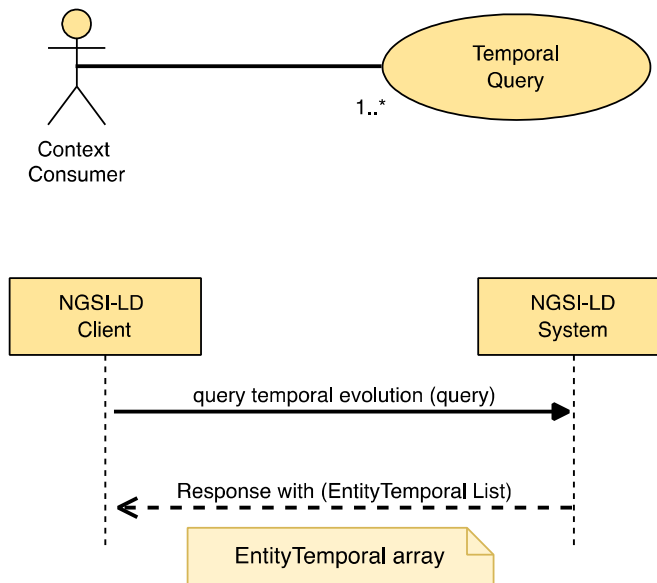 Temporal
Query
1..*
Context
Consumer
NGSI-LD
Client
NGSI-LD
System
query temporal evolution (query)
Response with (EntityTemporal List)
EntityTemporal array